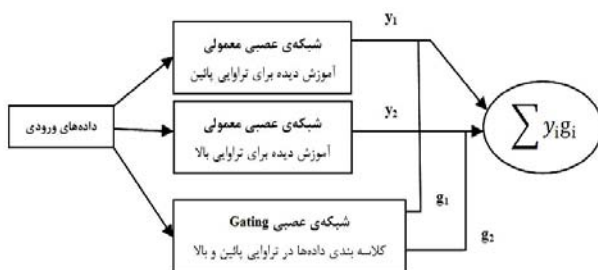 داده‌های ورودی
شبکه‌ی عصبی معمولی
آموزش دیده برای تراوایی پائین
شبکه‌ی عصبی معمولی
آموزش دیده برای تراوایی بالا
شبکه‌ی عصبی Gating
کلاسه بندی داده‌ها در تراوایی پائین و بالا
y₁
y₂
g₁
g₂
∑ yᵢgᵢ